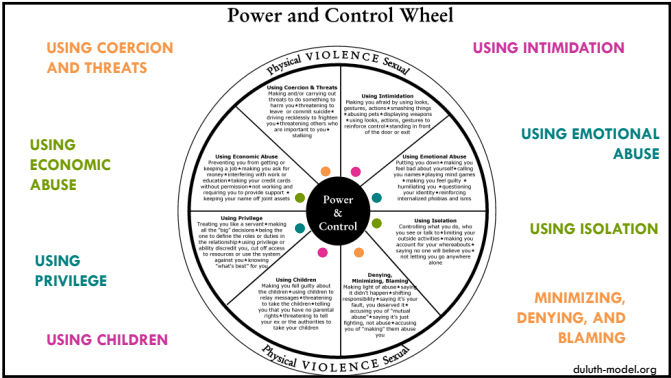 Power and Control Wheel
USING COERCION
AND THREATS
USING INTIMIDATION
USING
ECONOMIC
ABUSE
USING EMOTIONAL
ABUSE
USING ISOLATION
USING
PRIVILEGE
USING CHILDREN
MINIMIZING,
DENYING, AND
BLAMING
Physical VIOLENCE Sexual
Using Coercion & Threats
Making and/or carrying out
threats to do something to
harm you★threatening to
leave or commit suicide★
driving recklessly to frighten
you★threatening others who
are important to you★
stalking
Using Intimidation
Making you afraid by using looks,
gestures, actions★smashing things
★abusing pets★displaying weapons
★using looks, actions, gestures to
reinforce control★standing in front
of the door or exit
Using Economic Abuse
Preventing you from getting or
keeping a job★making you ask for
money★interfering with work or
education★taking your credit cards
without permission★not working and
requiring you to provide support ★
keeping your name off joint assets
Using Emotional Abuse
Putting you down★making you
feel bad about yourself★calling
you names★playing mind games
★making you feel guilty ★
humiliating you ★questioning
your identity★reinforcing
internalized phobias and isms
Power
&
Control
Using Privilege
Treating you like a servant★making
all the "big" decisions★being the
one to define the roles or duties in
the relationship★using privilege or
ability discredit you, cut off access
to resources or use the system
against you★knowing
"what's best" for you
Using Isolation
Controlling what you do, who
you see or talk to★limiting your
outside activities★making you
account for your whereabouts★
saying no one will believe you★
not letting you go anywhere
alone
Using Children
Making you fell guilty about
the children★using children to
relay messages★threatening
to take the children★telling
you that you have no parental
rights★threatening to tell
your ex or the authorities to
take your children
Denying,
Minimizing, Blaming
Making light of abuse★saying
it didn't happen★shifting
responsibility★saying it's your
fault, you deserved it★
accusing you of "mutual
abuse"★saying it's just
fighting, not abuse★accusing
you of "making" them abuse
you
Physical VIOLENCE Sexual
duluth-model.org